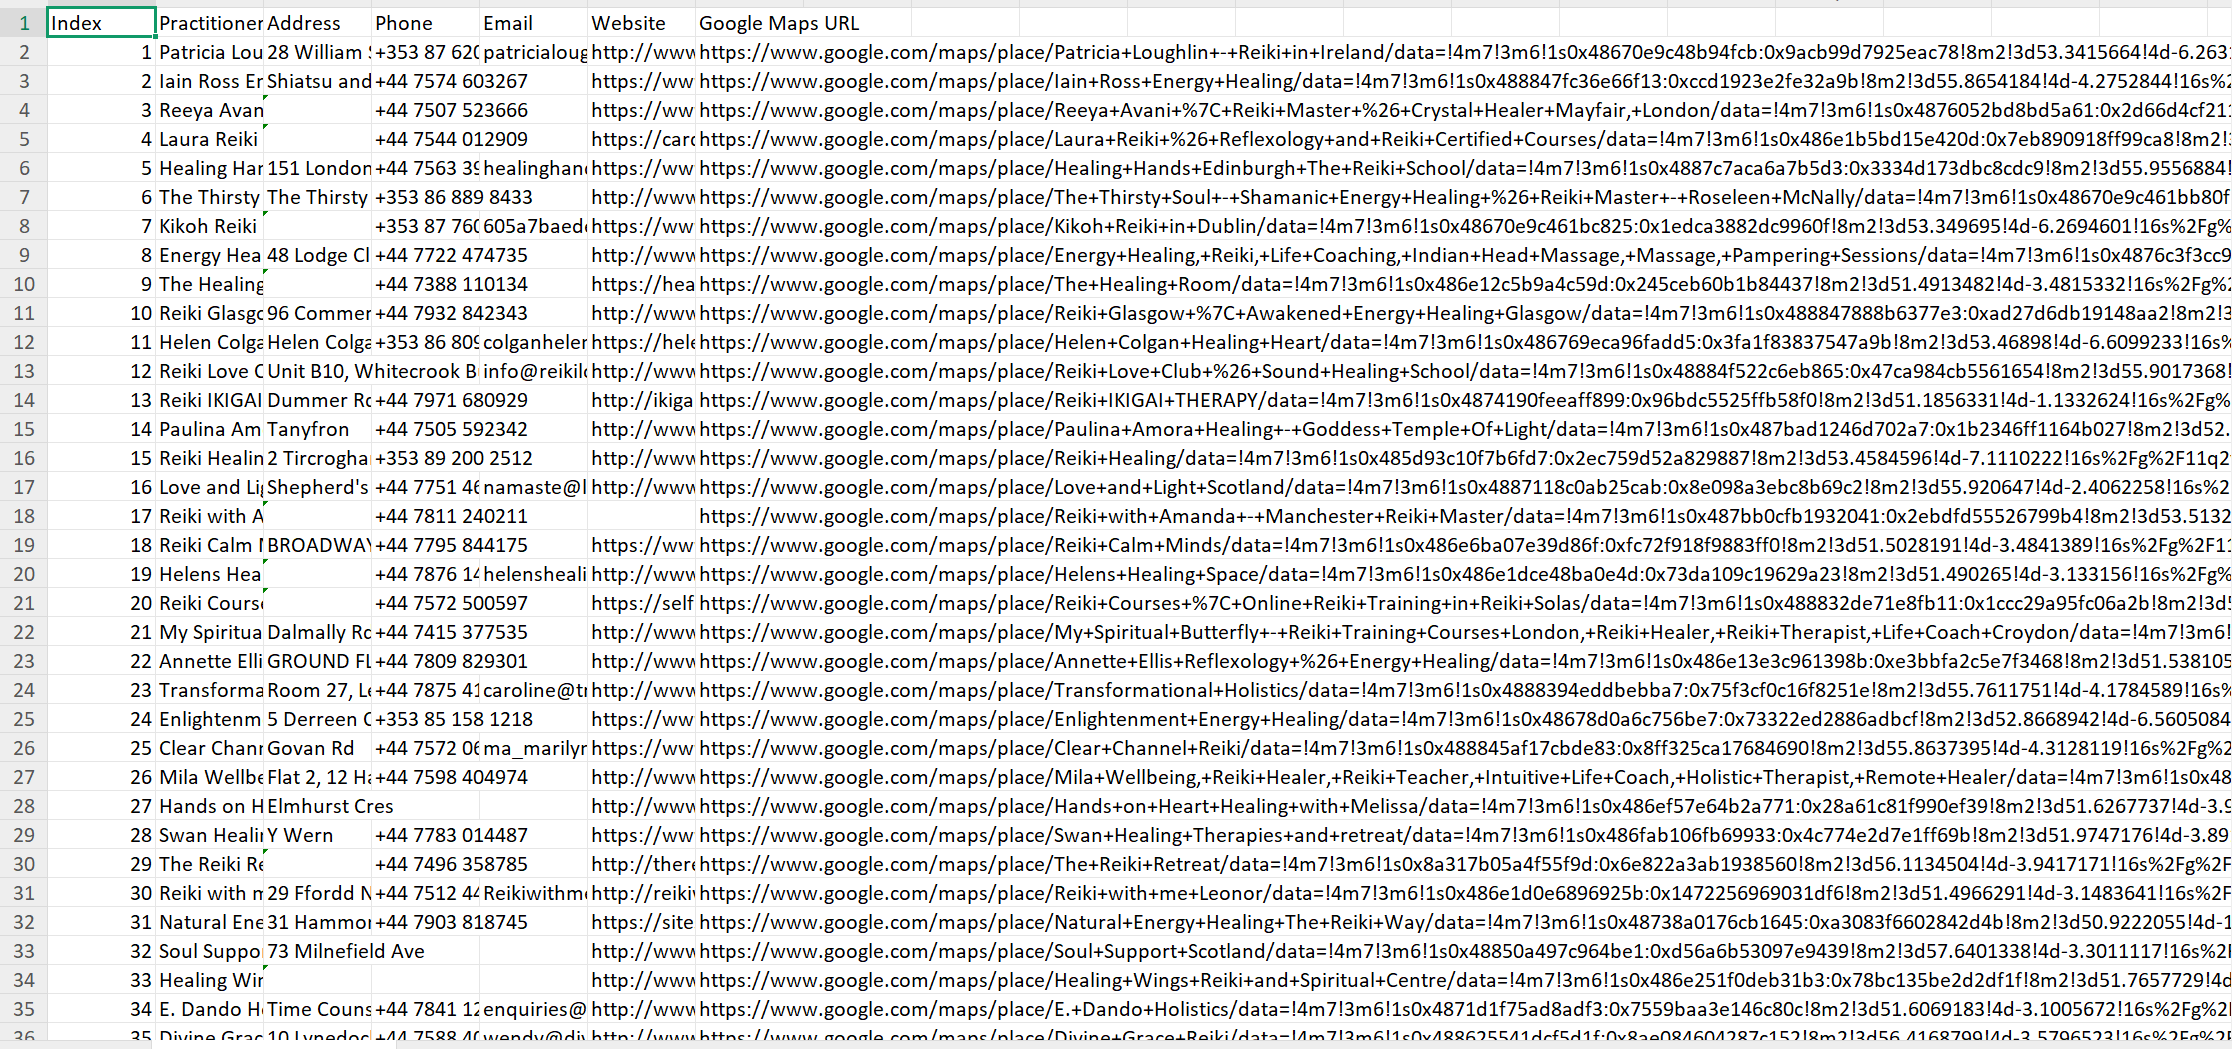 1 Index Practitioner Address Phone Email Website Google Maps URL
2 1 Patricia Lou 28 William +353 87 620 patricialoug http://www https://www.google.com/maps/place/Patricia+Loughlin+-+Reiki+in+Ireland/data=!4m7!3m6!1s0x48670e9c48b94fcb:0x9acb99d7925eac78!8m2!3d53.3415664!4d-6.263
3 2 Iain Ross Er Shiatsu and +44 7574 603267 https://ww https://www.google.com/maps/place/Iain+Ross+Energy+Healing/data=!4m7!3m6!1s0x488847fc36e66f13:0xccd1923e2fe32a9b!8m2!3d55.8654184!4d-4.2752844!16s%2
4 3 Reeya Avan +44 7507 523666 https://ww https://www.google.com/maps/place/Reeya+Avani+%7C+Reiki+Master+%26+Crystal+Healer+Mayfair,+London/data=!4m7!3m6!1s0x4876052bd8bd5a61:0x2d66d4cf211
5 4 Laura Reiki +44 7544 012909 https://card https://www.google.com/maps/place/Laura+Reiki+%26+Reflexology+and+Reiki+Certified+Courses/data=!4m7!3m6!1s0x486e1b5bd15e420d:0x7eb890918ff99ca8!8m2!
6 5 Healing Har 151 London +44 7563 39 healinghand https://ww https://www.google.com/maps/place/Healing+Hands+Edinburgh+The+Reiki+School/data=!4m7!3m6!1s0x4887c7aca6a7b5d3:0x3334d173dbc8cdc9!8m2!3d55.9556884!
7 6 The Thirsty The Thirsty +353 86 889 8433 http://www https://www.google.com/maps/place/The+Thirsty+Soul+-+Shamanic+Energy+Healing+%26+Reiki+Master+-+Roseleen+McNally/data=!4m7!3m6!1s0x48670e9c461bb80f
8 7 Kikoh Reiki +353 87 760 605a7baede https://ww https://www.google.com/maps/place/Kikoh+Reiki+in+Dublin/data=!4m7!3m6!1s0x48670e9c461bc825:0x1edca3882dc9960f!8m2!3d53.349695!4d-6.2694601!16s%2Fg%
9 8 Energy Hea 48 Lodge Cl +44 7722 474735 http://www https://www.google.com/maps/place/Energy+Healing,+Reiki,+Life+Coaching,+Indian+Head+Massage,+Massage,+Pampering+Sessions/data=!4m7!3m6!1s0x4876c3f3cc9
10 9 The Healing +44 7388 110134 https://hea https://www.google.com/maps/place/The+Healing+Room/data=!4m7!3m6!1s0x486e12c5b9a4c59d:0x245ceb60b1b84437!8m2!3d51.4913482!4d-3.4815332!16s%2Fg%2
11 10 Reiki Glasgo 96 Commer +44 7932 842343 http://www https://www.google.com/maps/place/Reiki+Glasgow+%7C+Awakened+Energy+Healing+Glasgow/data=!4m7!3m6!1s0x488847888b6377e3:0xad27d6db19148aa2!8m2!3
12 11 Helen Colga Helen Colga +353 86 809 colganhelen https://hele https://www.google.com/maps/place/Helen+Colgan+Healing+Heart/data=!4m7!3m6!1s0x486769eca96fadd5:0x3fa1f83837547a9b!8m2!3d53.46898!4d-6.6099233!16s%
13 12 Reiki Love C Unit B10, Whitecrook B info@reikilo http://www https://www.google.com/maps/place/Reiki+Love+Club+%26+Sound+Healing+School/data=!4m7!3m6!1s0x48884f522c6eb865:0x47ca984cb5561654!8m2!3d55.9017368!
14 13 Reiki IKIGAI Dummer Rd +44 7971 680929 http://ikiga https://www.google.com/maps/place/Reiki+IKIGAI+THERAPY/data=!4m7!3m6!1s0x4874190feeaff899:0x96bdc5525ffb58f0!8m2!3d51.1856331!4d-1.1332624!16s%2Fg%
15 14 Paulina Am Tanyfron +44 7505 592342 http://www https://www.google.com/maps/place/Paulina+Amora+Healing+-+Goddess+Temple+Of+Light/data=!4m7!3m6!1s0x487bad1246d702a7:0x1b2346ff1164b027!8m2!3d52.
16 15 Reiki Healin 2 Tircrogha +353 89 200 2512 http://www https://www.google.com/maps/place/Reiki+Healing/data=!4m7!3m6!1s0x485d93c10f7b6fd7:0x2ec759d52a829887!8m2!3d53.4584596!4d-7.1110222!16s%2Fg%2F11q2
17 16 Love and Lig Shepherd's +44 7751 46 namaste@l http://www https://www.google.com/maps/place/Love+and+Light+Scotland/data=!4m7!3m6!1s0x4887118c0ab25cab:0x8e098a3ebc8b69c2!8m2!3d55.920647!4d-2.4062258!16s%2
18 17 Reiki with A +44 7811 240211 https://www.google.com/maps/place/Reiki+with+Amanda+-+Manchester+Reiki+Master/data=!4m7!3m6!1s0x487bb0cfb1932041:0x2ebdfd55526799b4!8m2!3d53.5132
19 18 Reiki Calm M BROADWAY +44 7795 844175 https://ww https://www.google.com/maps/place/Reiki+Calm+Minds/data=!4m7!3m6!1s0x486e6ba07e39d86f:0xfc72f918f9883ff0!8m2!3d51.5028191!4d-3.4841389!16s%2Fg%2F11
20 19 Helens Hea +44 7876 14 helensheali http://www https://www.google.com/maps/place/Helens+Healing+Space/data=!4m7!3m6!1s0x486e1dce48ba0e4d:0x73da109c19629a23!8m2!3d51.490265!4d-3.133156!16s%2Fg%
21 20 Reiki Course +44 7572 500597 https://self https://www.google.com/maps/place/Reiki+Courses+%7C+Online+Reiki+Training+in+Reiki+Solas/data=!4m7!3m6!1s0x488832de71e8fb11:0x1ccc29a95fc06a2b!8m2!3d5
22 21 My Spiritua Dalmally Rd +44 7415 377535 http://www https://www.google.com/maps/place/My+Spiritual+Butterfly+-+Reiki+Training+Courses+London,+Reiki+Healer,+Reiki+Therapist,+Life+Coach+Croydon/data=!4m7!3m6!
23 22 Annette Elli GROUND FL +44 7809 829301 http://www https://www.google.com/maps/place/Annette+Ellis+Reflexology+%26+Energy+Healing/data=!4m7!3m6!1s0x486e13e3c961398b:0xe3bbfa2c5e7f3468!8m2!3d51.538105
24 23 Transforma Room 27, Le +44 7875 41 caroline@tr http://www https://www.google.com/maps/place/Transformational+Holistics/data=!4m7!3m6!1s0x4888394eddbebba7:0x75f3cf0c16f8251e!8m2!3d55.7611751!4d-4.1784589!16s%
25 24 Enlightenm 5 Derreen C +353 85 158 1218 https://ww https://www.google.com/maps/place/Enlightenment+Energy+Healing/data=!4m7!3m6!1s0x48678d0a6c756be7:0x73322ed2886adbcf!8m2!3d52.8668942!4d-6.5605084
26 25 Clear Chanr Govan Rd +44 7572 06 ma_marilyn https://ww https://www.google.com/maps/place/Clear+Channel+Reiki/data=!4m7!3m6!1s0x488845af17cbde83:0x8ff325ca17684690!8m2!3d55.8637395!4d-4.3128119!16s%2Fg%2
27 26 Mila Wellbe Flat 2, 12 Ha +44 7598 404974 http://www https://www.google.com/maps/place/Mila+Wellbeing,+Reiki+Healer,+Reiki+Teacher,+Intuitive+Life+Coach,+Holistic+Therapist,+Remote+Healer/data=!4m7!3m6!1s0x48
28 27 Hands on H Elmhurst Cres http://www https://www.google.com/maps/place/Hands+on+Heart+Healing+with+Melissa/data=!4m7!3m6!1s0x486ef57e64b2a771:0x28a61c81f990ef39!8m2!3d51.6267737!4d-3.9
29 28 Swan Healir Y Wern +44 7783 014487 https://ww https://www.google.com/maps/place/Swan+Healing+Therapies+and+retreat/data=!4m7!3m6!1s0x486fab106fb69933:0x4c774e2d7e1ff69b!8m2!3d51.9747176!4d-3.89
30 29 The Reiki Re +44 7496 358785 http://there https://www.google.com/maps/place/The+Reiki+Retreat/data=!4m7!3m6!1s0x8a317b05a4f55f9d:0x6e822a3ab1938560!8m2!3d56.1134504!4d-3.9417171!16s%2Fg%2F
31 30 Reiki with m 29 Ffordd N +44 7512 44 Reikiwithme http://reikiv https://www.google.com/maps/place/Reiki+with+me+Leonor/data=!4m7!3m6!1s0x486e1d0e6896925b:0x1472256969031df6!8m2!3d51.4966291!4d-3.1483641!16s%2F
32 31 Natural Ene 31 Hammor +44 7903 818745 https://site https://www.google.com/maps/place/Natural+Energy+Healing+The+Reiki+Way/data=!4m7!3m6!1s0x48738a0176cb1645:0xa3083f6602842d4b!8m2!3d50.9222055!4d-1
33 32 Soul Suppo 73 Milnefield Ave http://www https://www.google.com/maps/place/Soul+Support+Scotland/data=!4m7!3m6!1s0x48850a497c964be1:0xd56a6b53097e9439!8m2!3d57.6401338!4d-3.3011117!16s%2
34 33 Healing Wir http://www https://www.google.com/maps/place/Healing+Wings+Reiki+and+Spiritual+Centre/data=!4m7!3m6!1s0x486e251f0deb31b3:0x78bc135be2d2df1f!8m2!3d51.7657729!4d
35 34 E. Dando H Time Couns +44 7841 12 enquiries@ http://www https://www.google.com/maps/place/E.+Dando+Holistics/data=!4m7!3m6!1s0x4871d1f75ad8adf3:0x7559baa3e146c80c!8m2!3d51.6069183!4d-3.1005672!16s%2Fg%2
36 35 Divine Grac 10 Lynedoc +44 7588 40 wendy@div http://www https://www.google.com/maps/place/Divine+Grace+Reiki/data=!4m7!3m6!1s0x488625541dcf5d1f:0x8ae084604287c152!8m2!3d56.4168799!4d-3.5796523!16s%2Fg%2